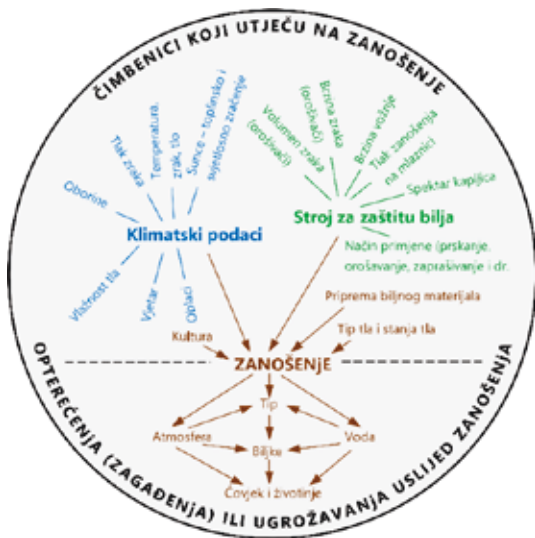 ČIMBENICI KOJI UTJEČU NA ZANOŠENJE
Oborine
Tlak zraka
Temperatura,
zrak, tlo
Sunce – toplinsko i
svjetlosno zračenje
Klimatski podaci
Vlažnost tla
Vjetar
Oblaci
Volumen zraka
(orošivači)
Brzina zraka
(orošivači)
Brzina vožnje
Tlak zanošenja
na mlaznici
Spektar kapljica
Stroj za zaštitu bilja
Način primjene (prskanje,
orošavanje, zaprašivanje i dr.
Priprema biljnog materijala
Tip tla i stanja tla
Kultura
ZANOŠENjE
Tip
Atmosfera
Voda
Biljke
Čovjek i životinje
OPTEREĆENJA (ZAGAĐENjA) ILI UGROŽAVANjA USLIJED ZANOŠENJA